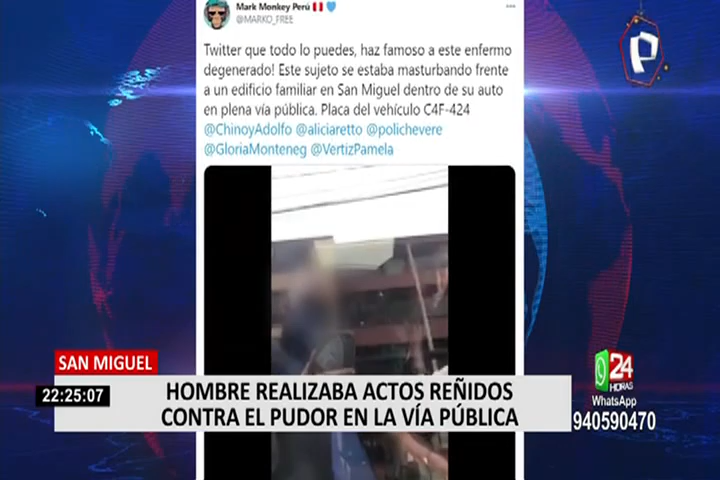 Mark Monkey Perú
@MARKO_FREE
Twitter que todo lo puedes, haz famoso a este enfermo
degenerado! Este sujeto se estaba masturbando frente
a un edificio familiar en San Miguel dentro de su auto
en plena vía pública. Placa del vehículo C4F-424
@ChinoyAdolfo @aliciaretto @polichevere
@GloriaMonteneg @VertizPamela
P
SAN MIGUEL
22:25:07
HOMBRE REALIZABA ACTOS REÑIDOS
CONTRA EL PUDOR EN LA VÍA PÚBLICA
24
HORAS
WhatsApp
940590470